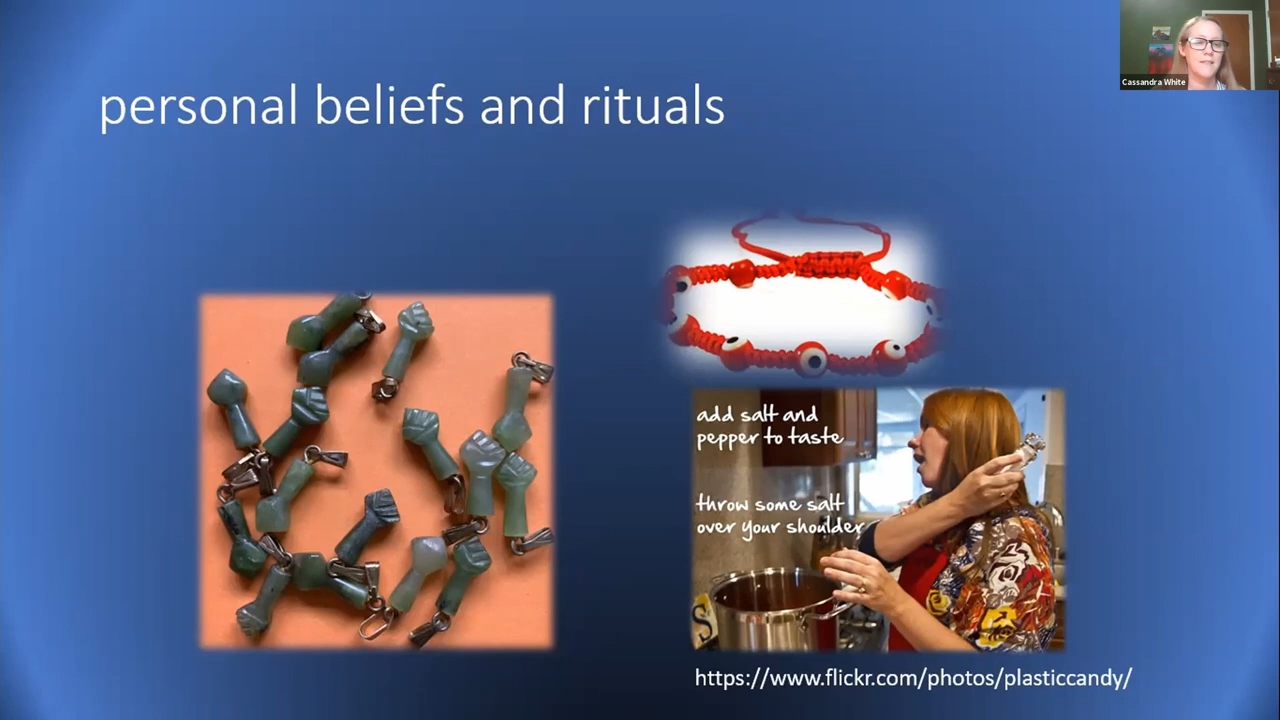 Cassandra White
personal beliefs and rituals
add salt and
pepper to taste
throw some salt
over your shoulder
https://www.flickr.com/photos/plasticcandy/